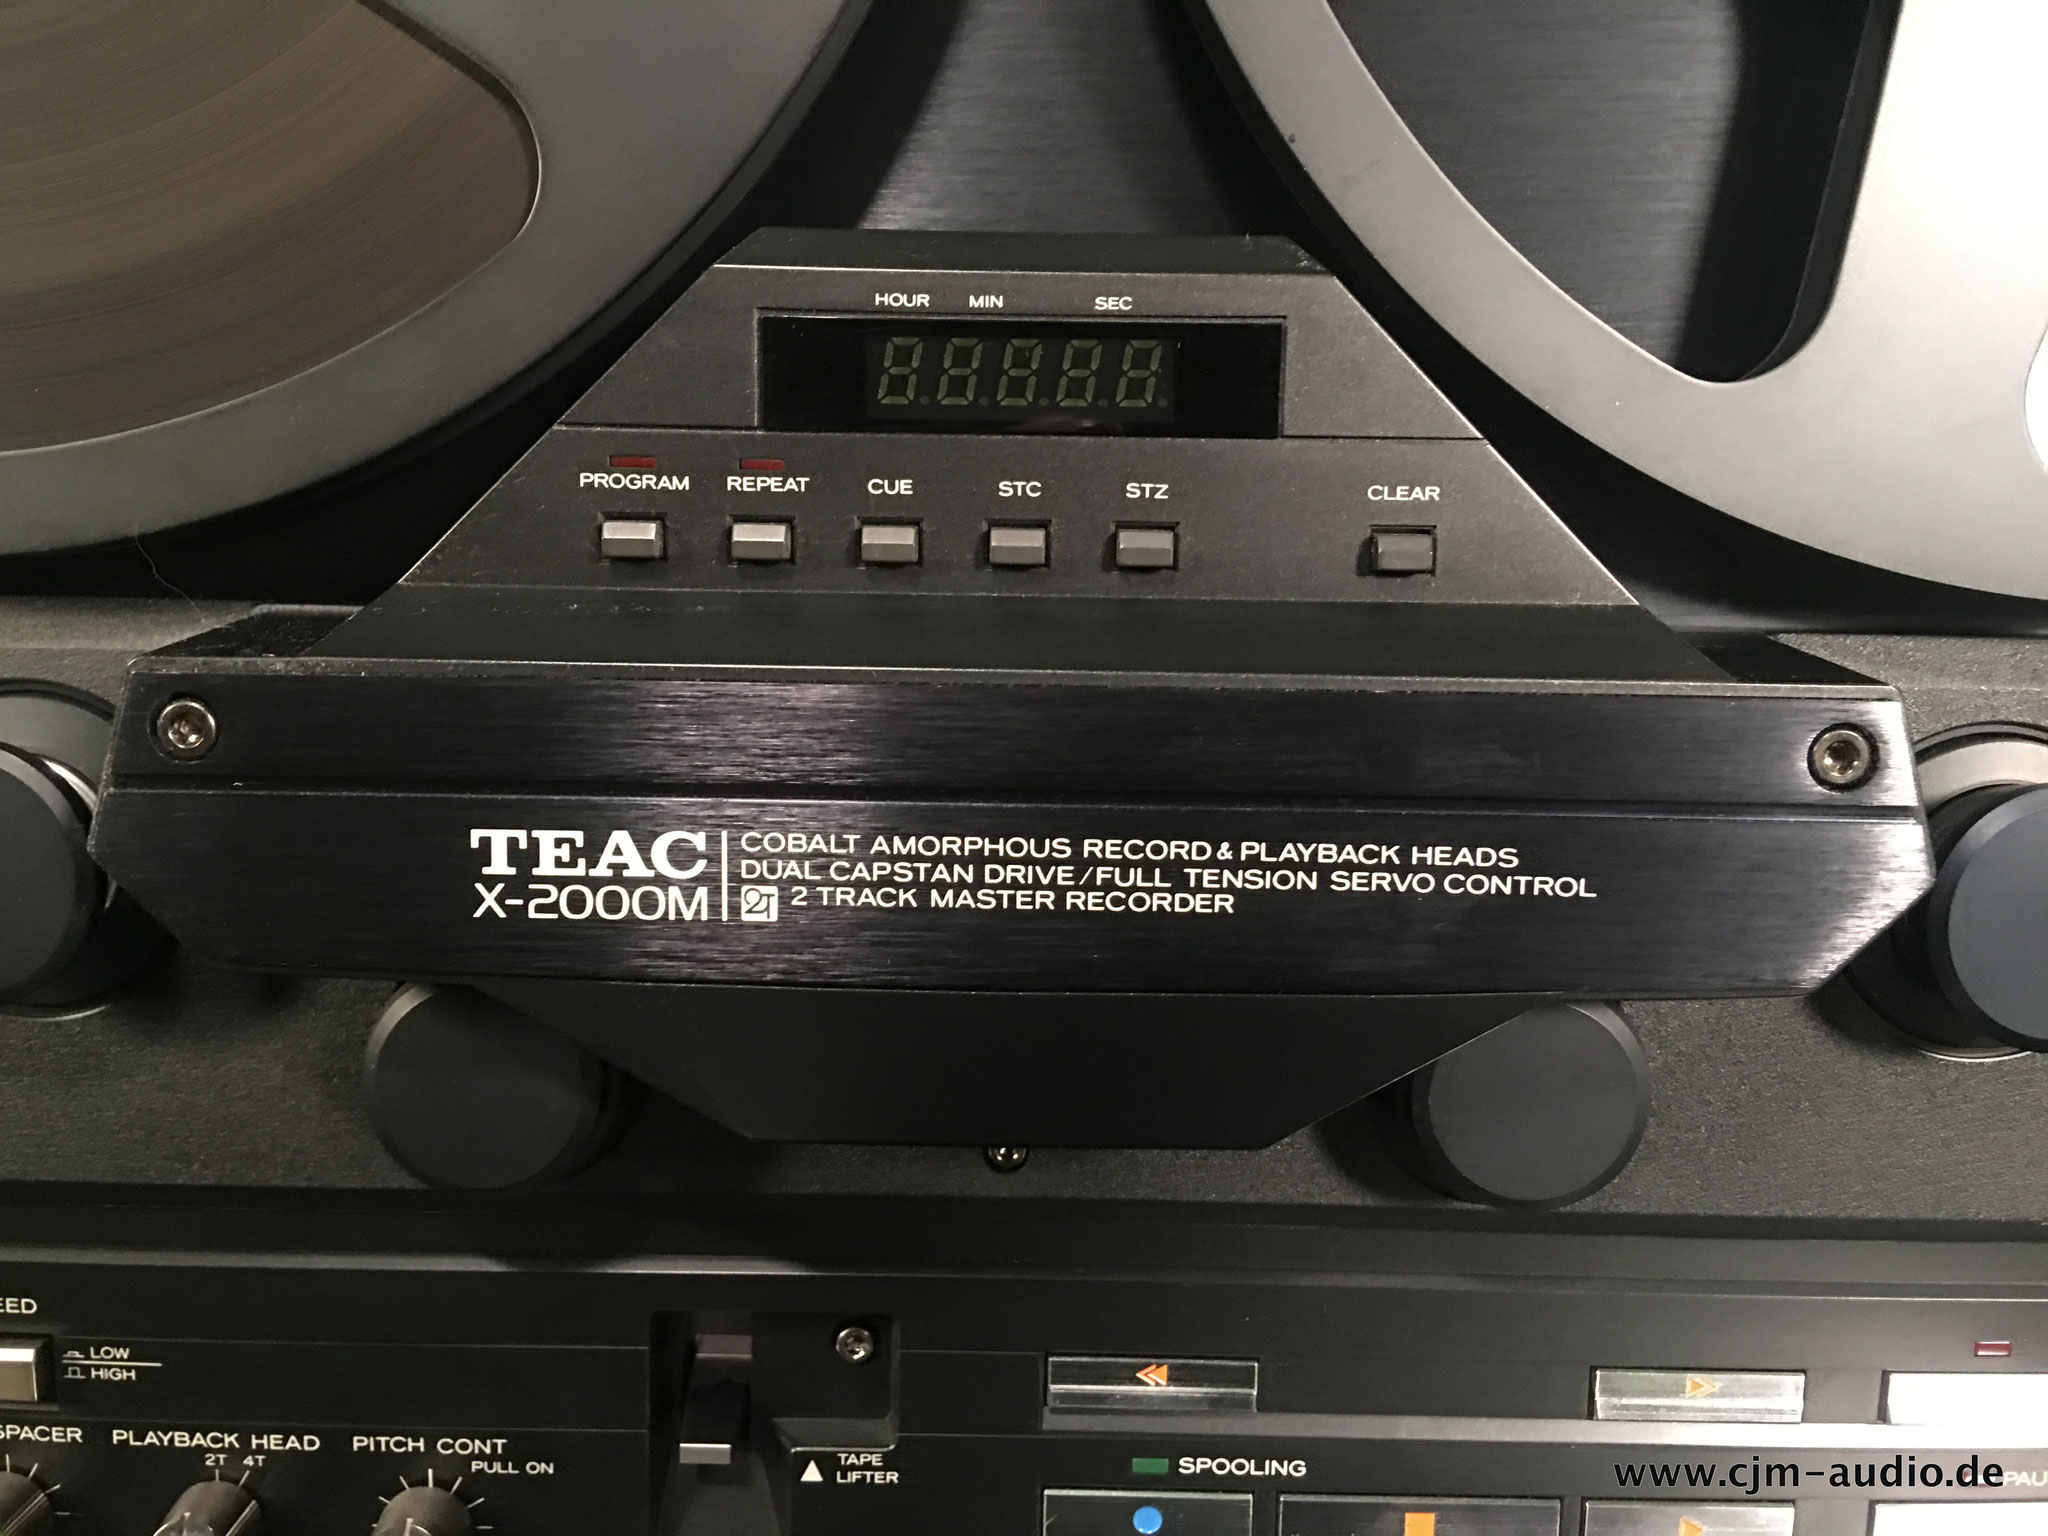 HOUR MIN SEC
PROGRAM REPEAT CUE STC STZ CLEAR
TEAC
X-2000M
COBALT AMORPHOUS RECORD & PLAYBACK HEADS
DUAL CAPSTAN DRIVE/FULL TENSION SERVO CONTROL
2T 2 TRACK MASTER RECORDER
LOW
HIGH
PLAYBACK HEAD
2T 4T
PITCH CONT
PULL ON
TAPE
LIFTER
SPOOLING
www.cjm-audio.de